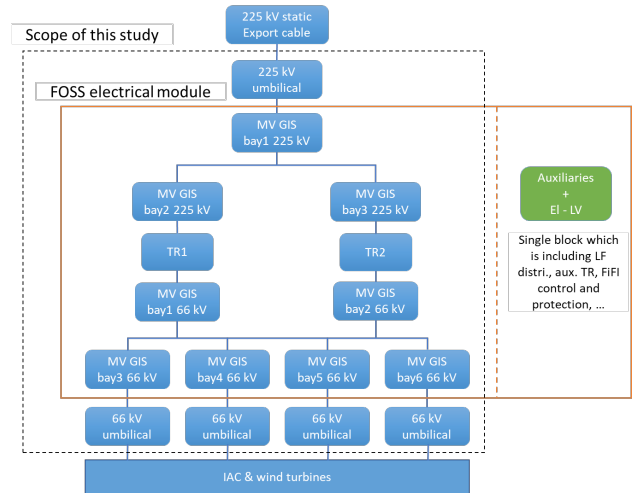 225 kV static
Export cable
Scope of this study
225 kV
umbilical
FOSS electrical module
MV GIS
bay1 225 kV
MV GIS
bay2 225 kV
MV GIS
bay3 225 kV
Auxiliaries
+
El - LV
TR1
TR2
Single block which
is including LF
distri., aux. TR, FiFI
control and
protection, ...
MV GIS
bay1 66 kV
MV GIS
bay2 66 kV
MV GIS
bay3 66 kV
MV GIS
bay4 66 kV
MV GIS
bay5 66 kV
MV GIS
bay6 66 kV
66 kV
umbilical
66 kV
umbilical
66 kV
umbilical
66 kV
umbilical
IAC & wind turbines